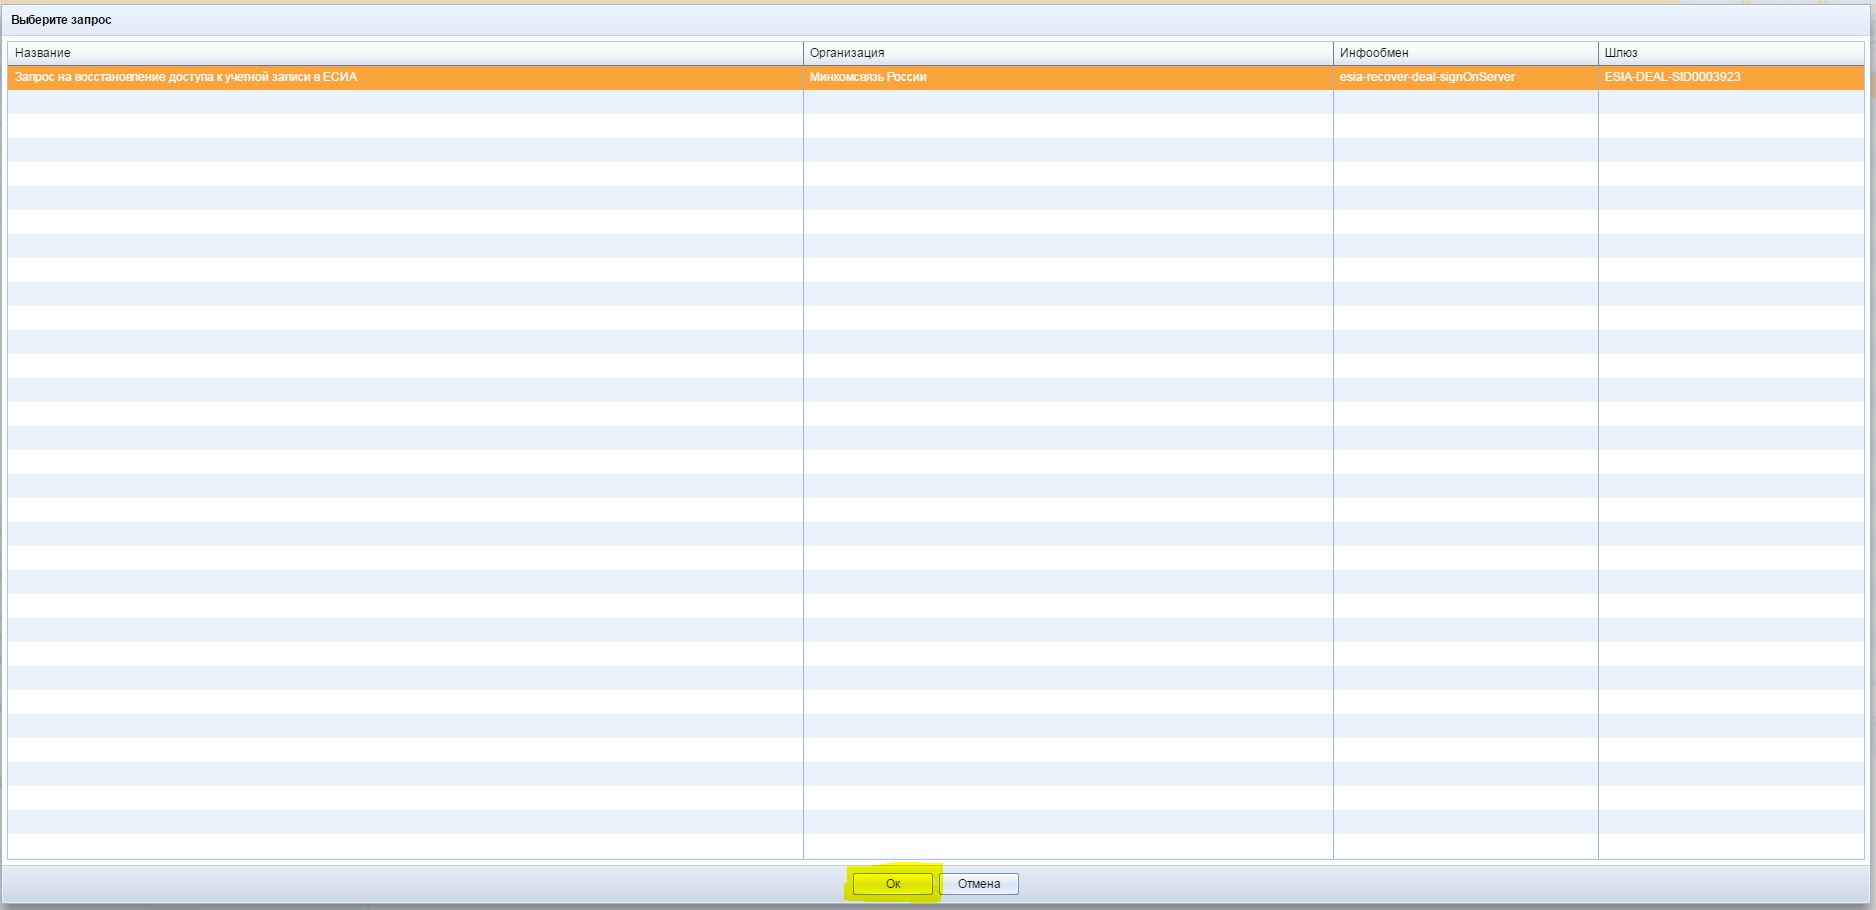 Выберите запрос
Название Организация Инфообмен Шлюз
Запрос на восстановление доступа к учетной записи в ЕСИА Минкомсвязь России esia-recover-deal-signOnServer ESIA-DEAL-SID0003923
Ок Отмена